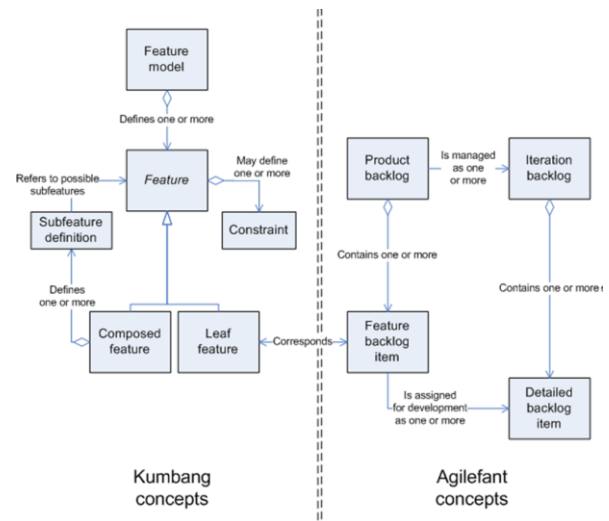 Feature
model
Defines one or more
Refers to possible
subfeatures
Feature
May define
one or more
Subfeature
definition
Constraint
Defines
one or more
Composed
feature
Leaf
feature
Corresponds
Product
backlog
Is managed
as one
or more
Iteration
backlog
Contains one or more
Contains one or more
Feature
backlog
item
Is assigned
for development
as one or more
Detailed
backlog
item
Kumbang
concepts
Agilefant
concepts